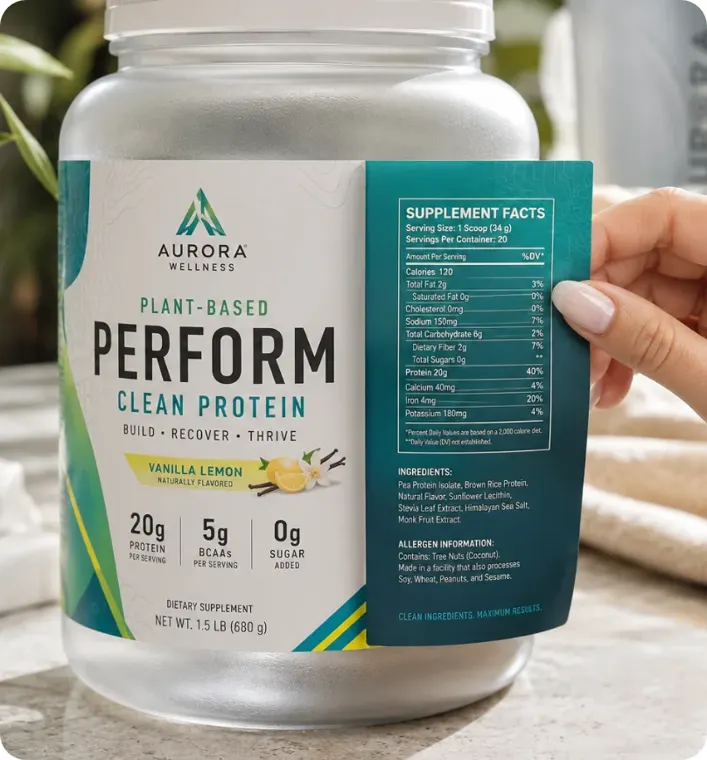 AURORA
WELLNESS
PLANT-BASED
PERFORM
CLEAN PROTEIN
BUILD • RECOVER • THRIVE
VANILLA LEMON
NATURALLY FLAVORED
20g
PROTEIN
PER SERVING
5g
BCAAs
PER SERVING
0g
SUGAR
ADDED
DIETARY SUPPLEMENT
NET WT. 1.5 LB (680 g)
SUPPLEMENT FACTS
Serving Size: 1 Scoop (34 g)
Servings Per Container: 20
Amount Per Serving %DV*
Calories 120
Total Fat 2g 3%
Saturated Fat 0g 0%
Cholesterol 0mg 0%
Sodium 150mg 7%
Total Carbohydrate 6g 2%
Dietary Fiber 2g 7%
Total Sugars 0g **
Protein 20g 40%
Calcium 40mg 4%
Iron 4mg 20%
Potassium 180mg 4%
*Percent Daily Values are based on a 2,000 calorie diet.
**Daily Value (DV) not established.
INGREDIENTS:
Pea Protein Isolate, Brown Rice Protein,
Natural Flavor, Sunflower Lecithin,
Stevia Leaf Extract, Himalayan Sea Salt,
Monk Fruit Extract.
ALLERGEN INFORMATION:
Contains: Tree Nuts (Coconut).
Made in a facility that also processes
Soy, Wheat, Peanuts, and Sesame.
CLEAN INGREDIENTS. MAXIMUM RESULTS.